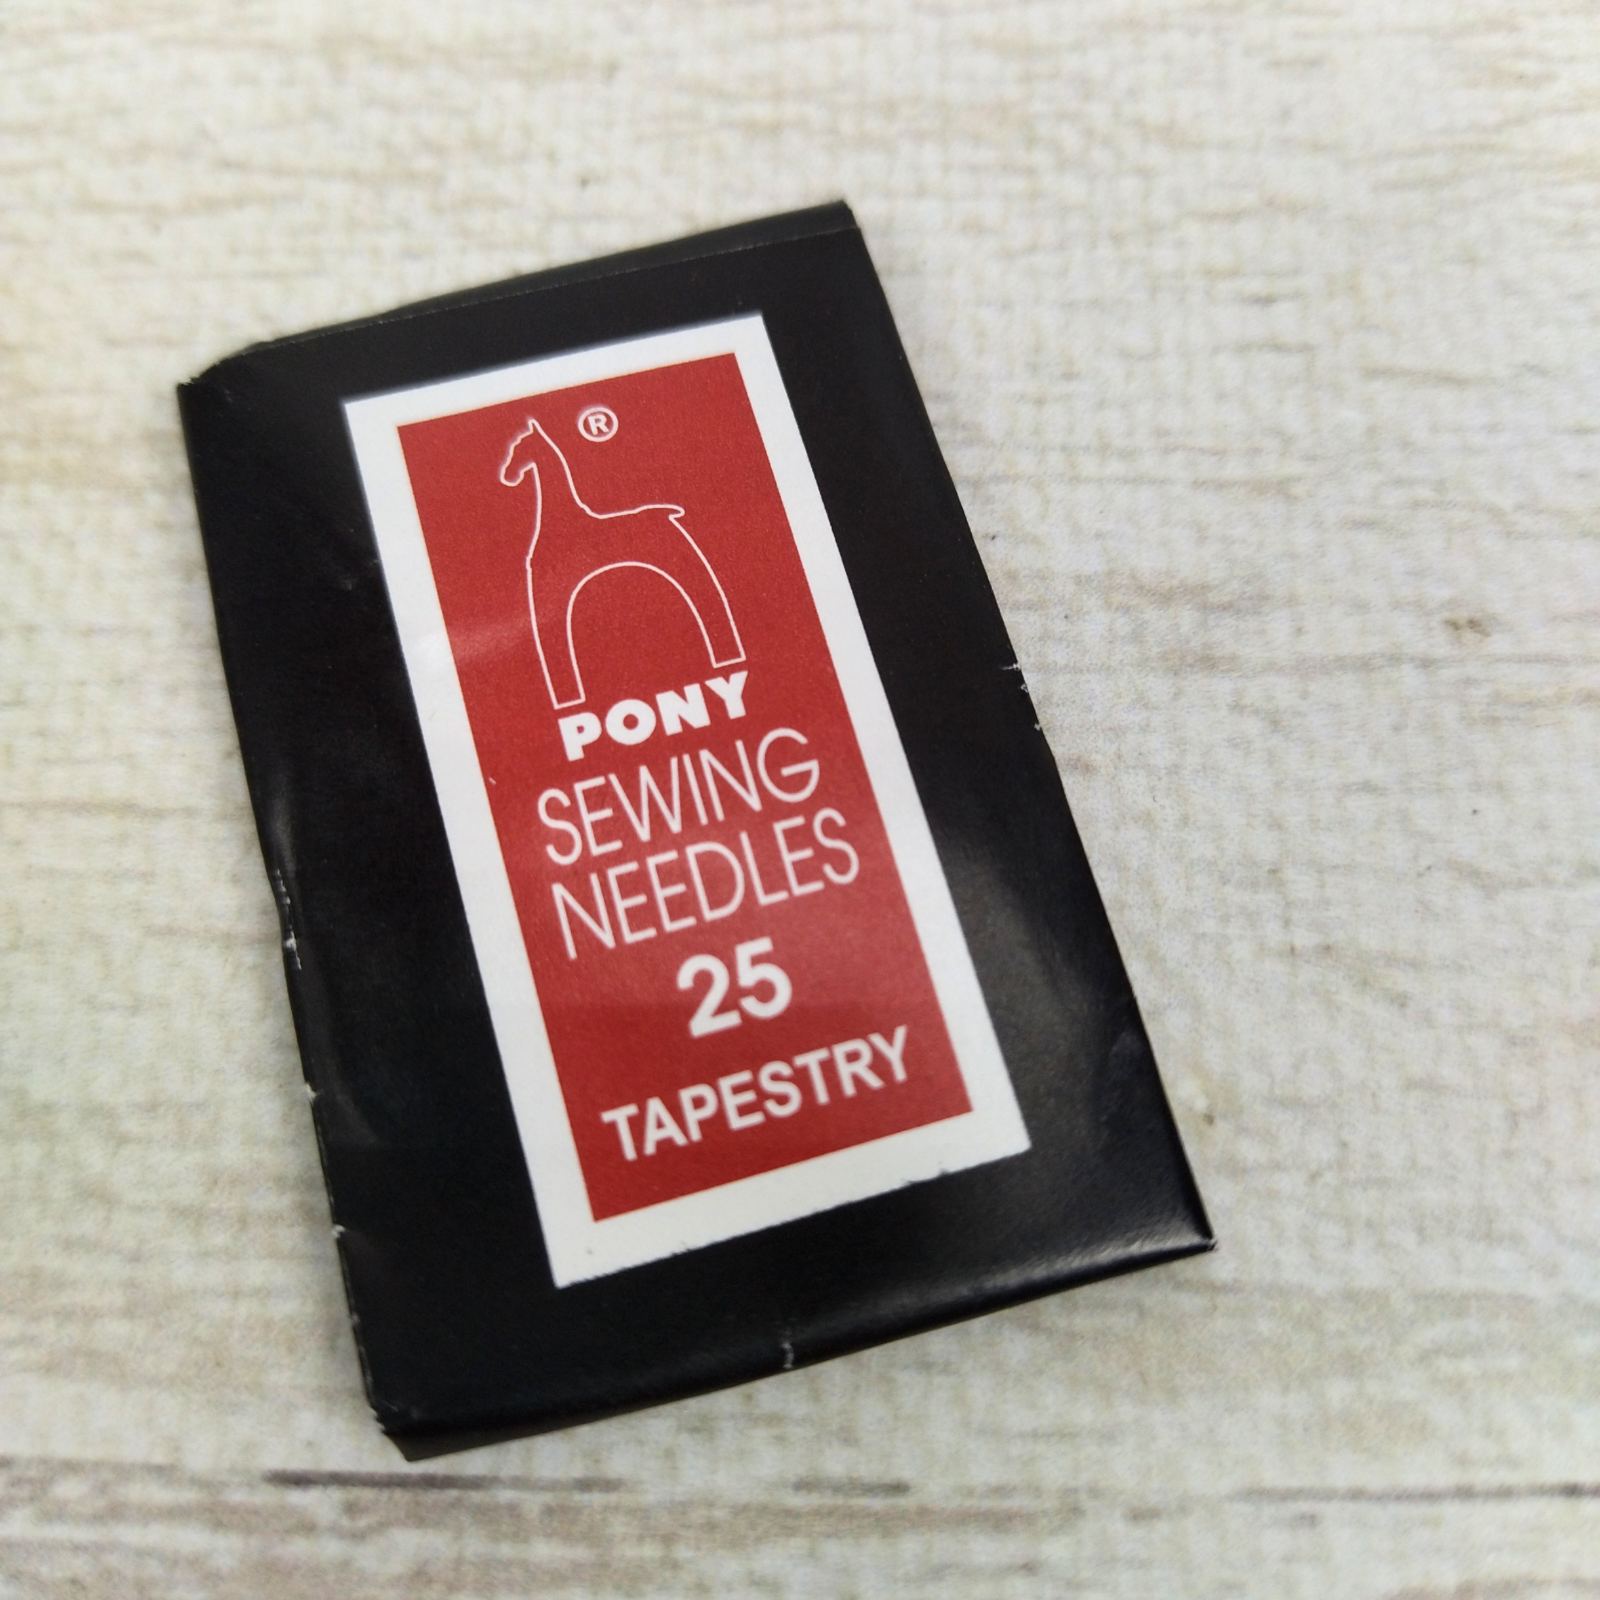 ®
PONY
SEWING
NEEDLES
25
TAPESTRY